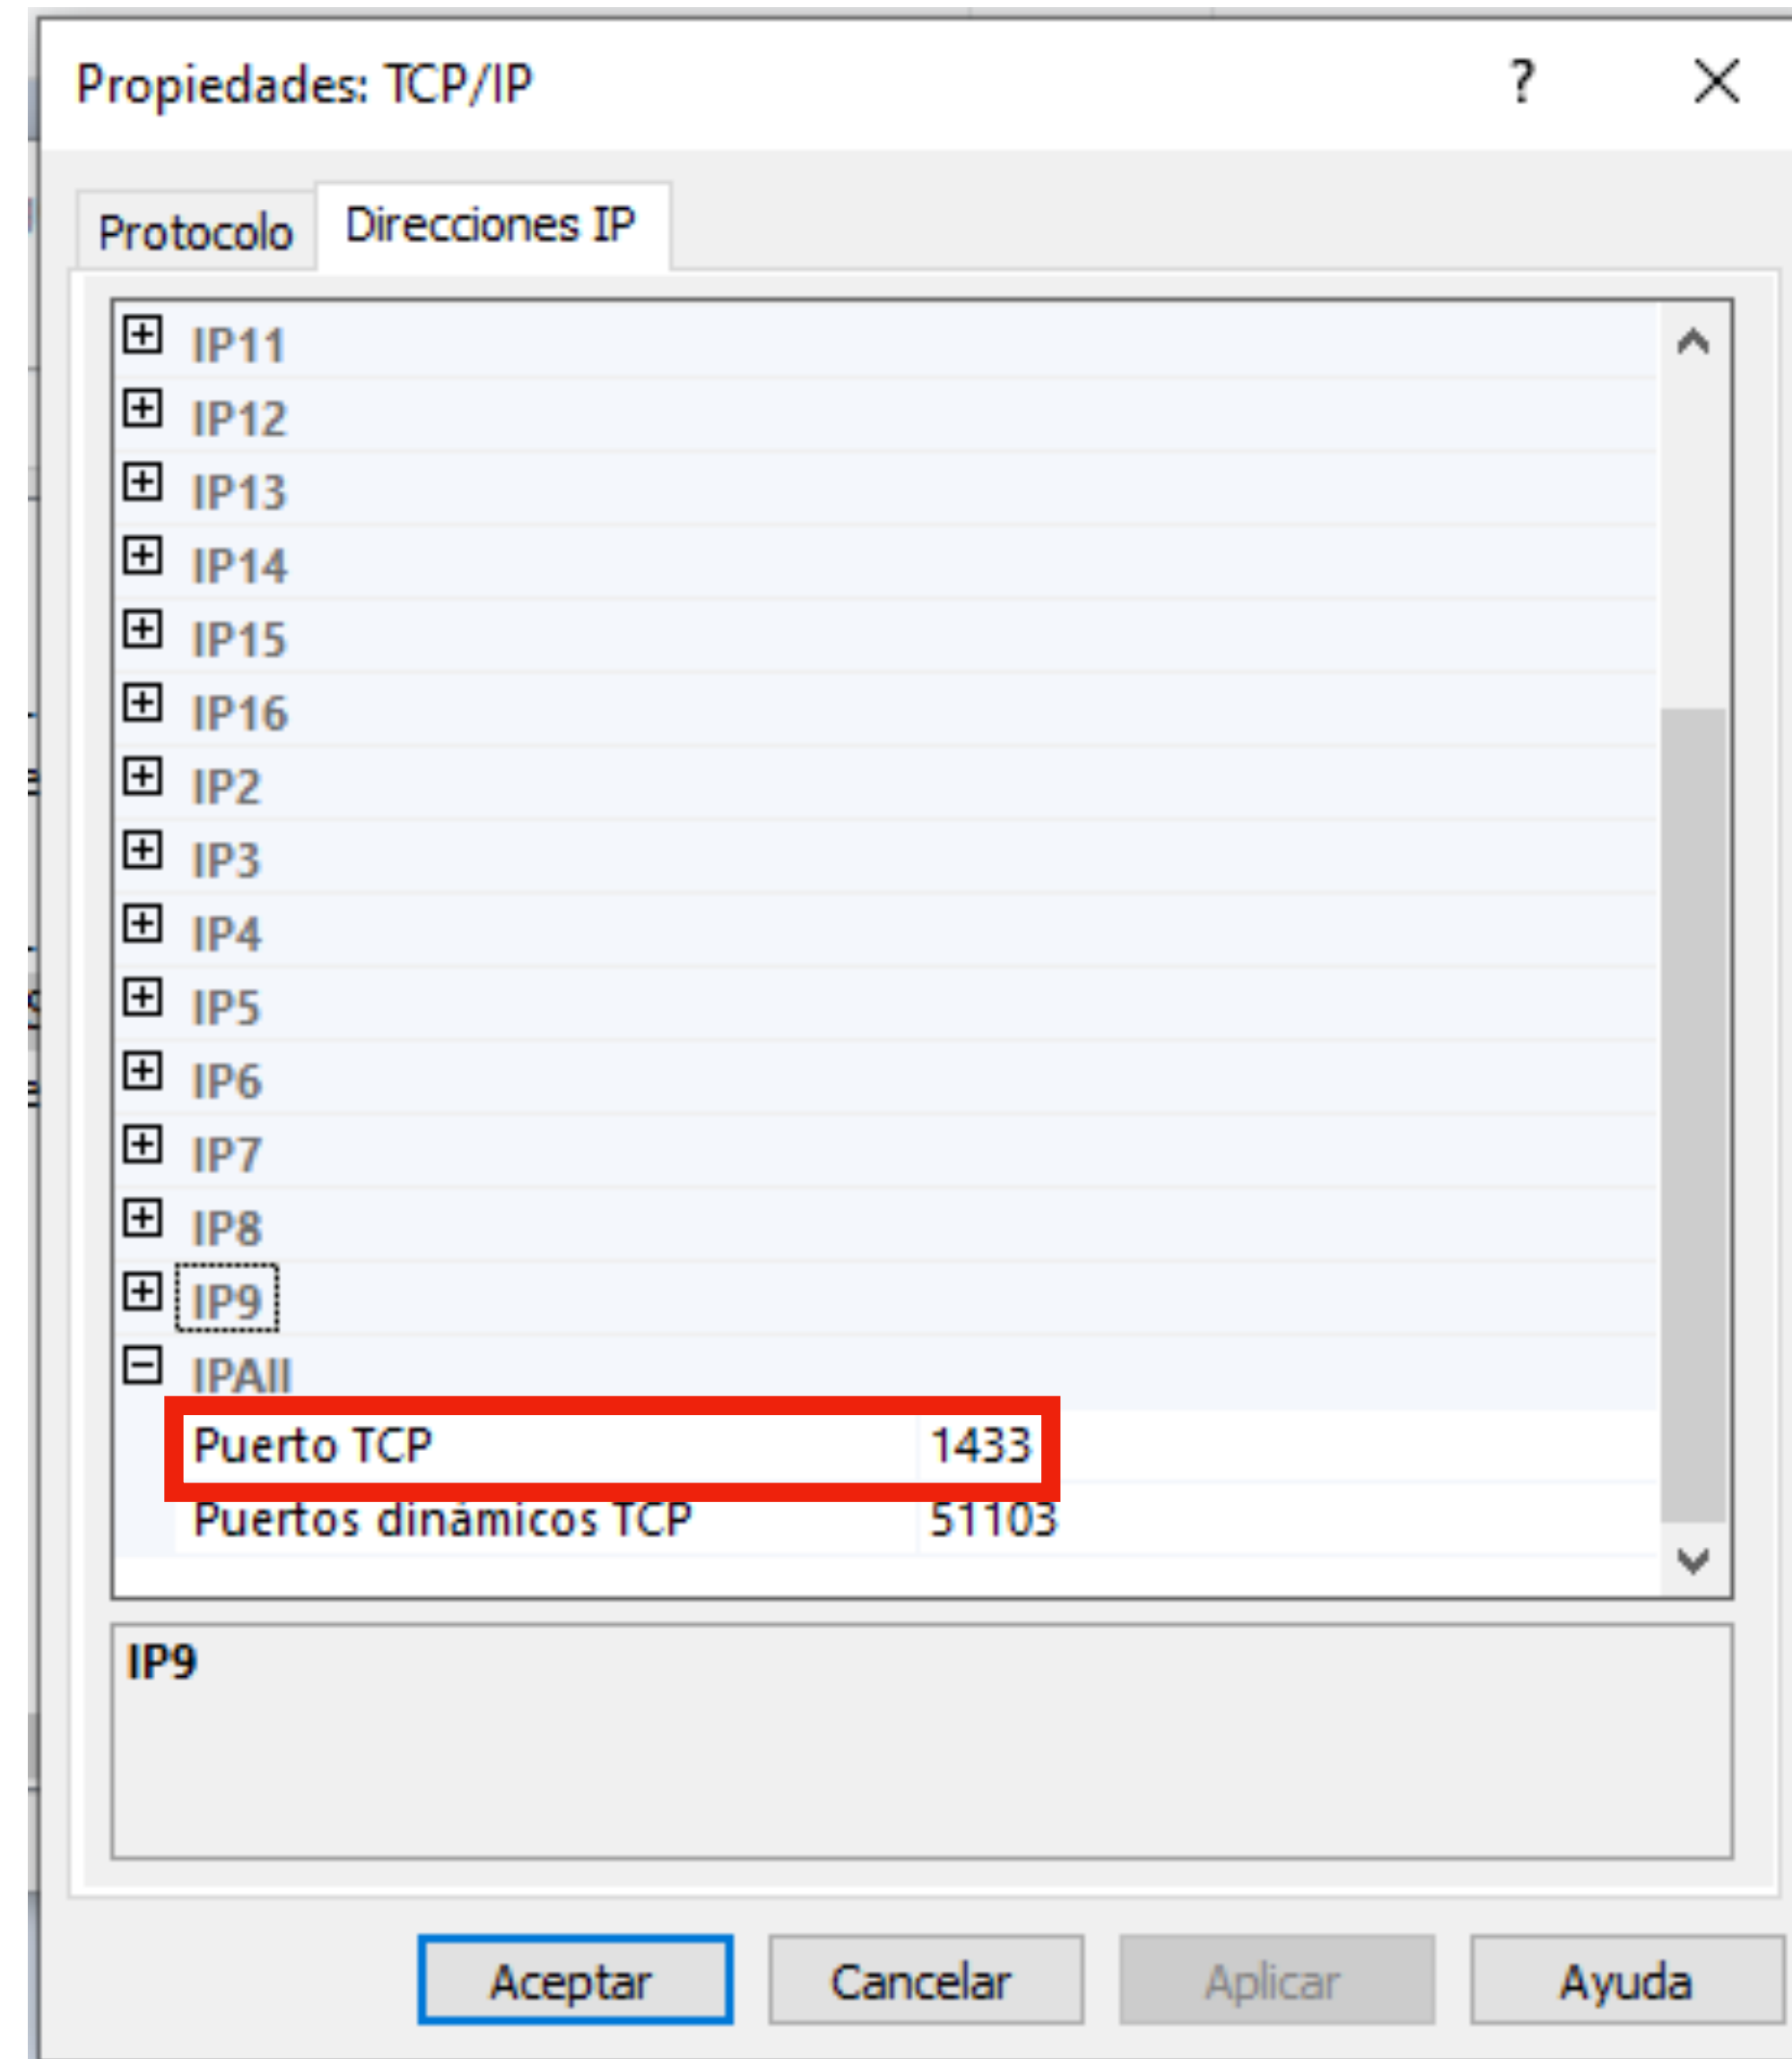 Propiedades: TCP/IP ? ×
Protocolo Direcciones IP
IP11
IP12
IP13
IP14
IP15
IP16
IP2
IP3
IP4
IP5
IP6
IP7
IP8
IP9
IPAll
Puerto TCP 1433
Puertos dinámicos TCP 51103
IP9
Aceptar Cancelar Aplicar Ayuda